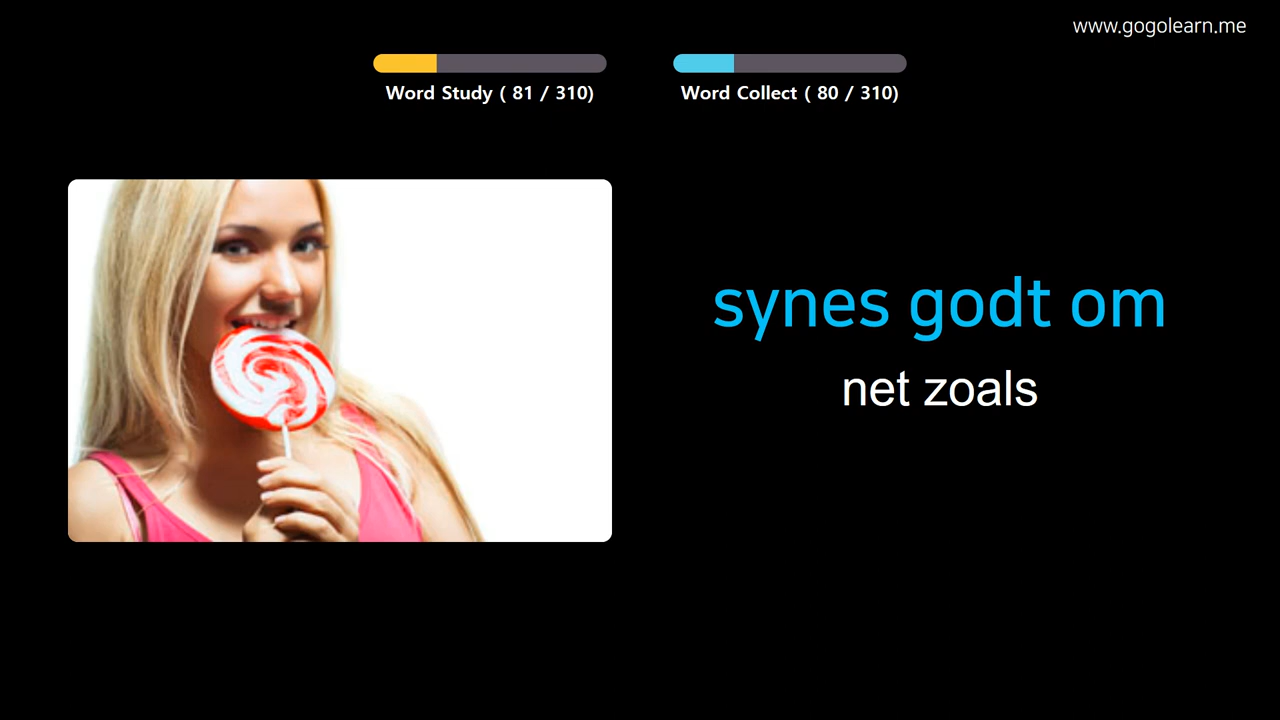 www.gogolearn.me
Word Study ( 81 / 310)
Word Collect ( 80 / 310)
synes godt om
net zoals